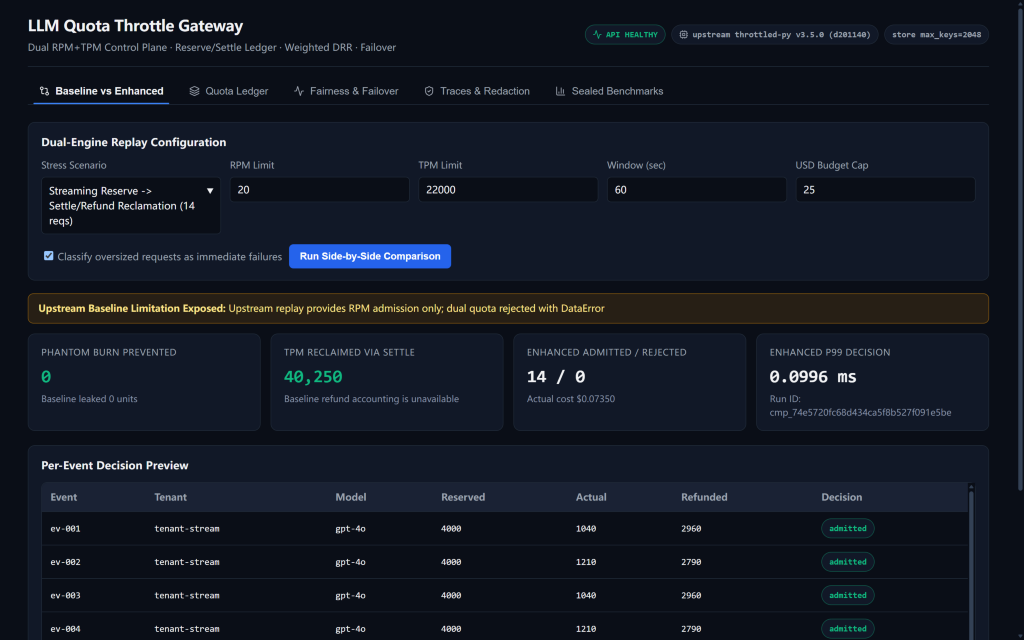 LLM Quota Throttle Gateway
Dual RPM+TPM Control Plane · Reserve/Settle Ledger · Weighted DRR · Failover
API HEALTHY
upstream throttled-py v3.5.0 (d201140)
store max_keys=2048
Baseline vs Enhanced
Quota Ledger
Fairness & Failover
Traces & Redaction
Sealed Benchmarks
Dual-Engine Replay Configuration
Stress Scenario
RPM Limit
TPM Limit
Window (sec)
USD Budget Cap
Streaming Reserve ->
Settle/Refund Reclamation (14
reqs)
20
22000
60
25
Classify oversized requests as immediate failures
Run Side-by-Side Comparison
Upstream Baseline Limitation Exposed: Upstream replay provides RPM admission only; dual quota rejected with DataError
PHANTOM BURN PREVENTED
0
Baseline leaked 0 units
TPM RECLAIMED VIA SETTLE
40,250
Baseline refund accounting is unavailable
ENHANCED ADMITTED / REJECTED
14 / 0
Actual cost $0.07350
ENHANCED P99 DECISION
0.0996 ms
Run ID:
cmp_74e5720fc68d434ca5f8b527f091e5be
Per-Event Decision Preview
Event Tenant Model Reserved Actual Refunded Decision
ev-001 tenant-stream gpt-4o 4000 1040 2960 admitted
ev-002 tenant-stream gpt-4o 4000 1210 2790 admitted
ev-003 tenant-stream gpt-4o 4000 1040 2960 admitted
ev-004 tenant-stream gpt-4o 4000 1210 2790 admitted